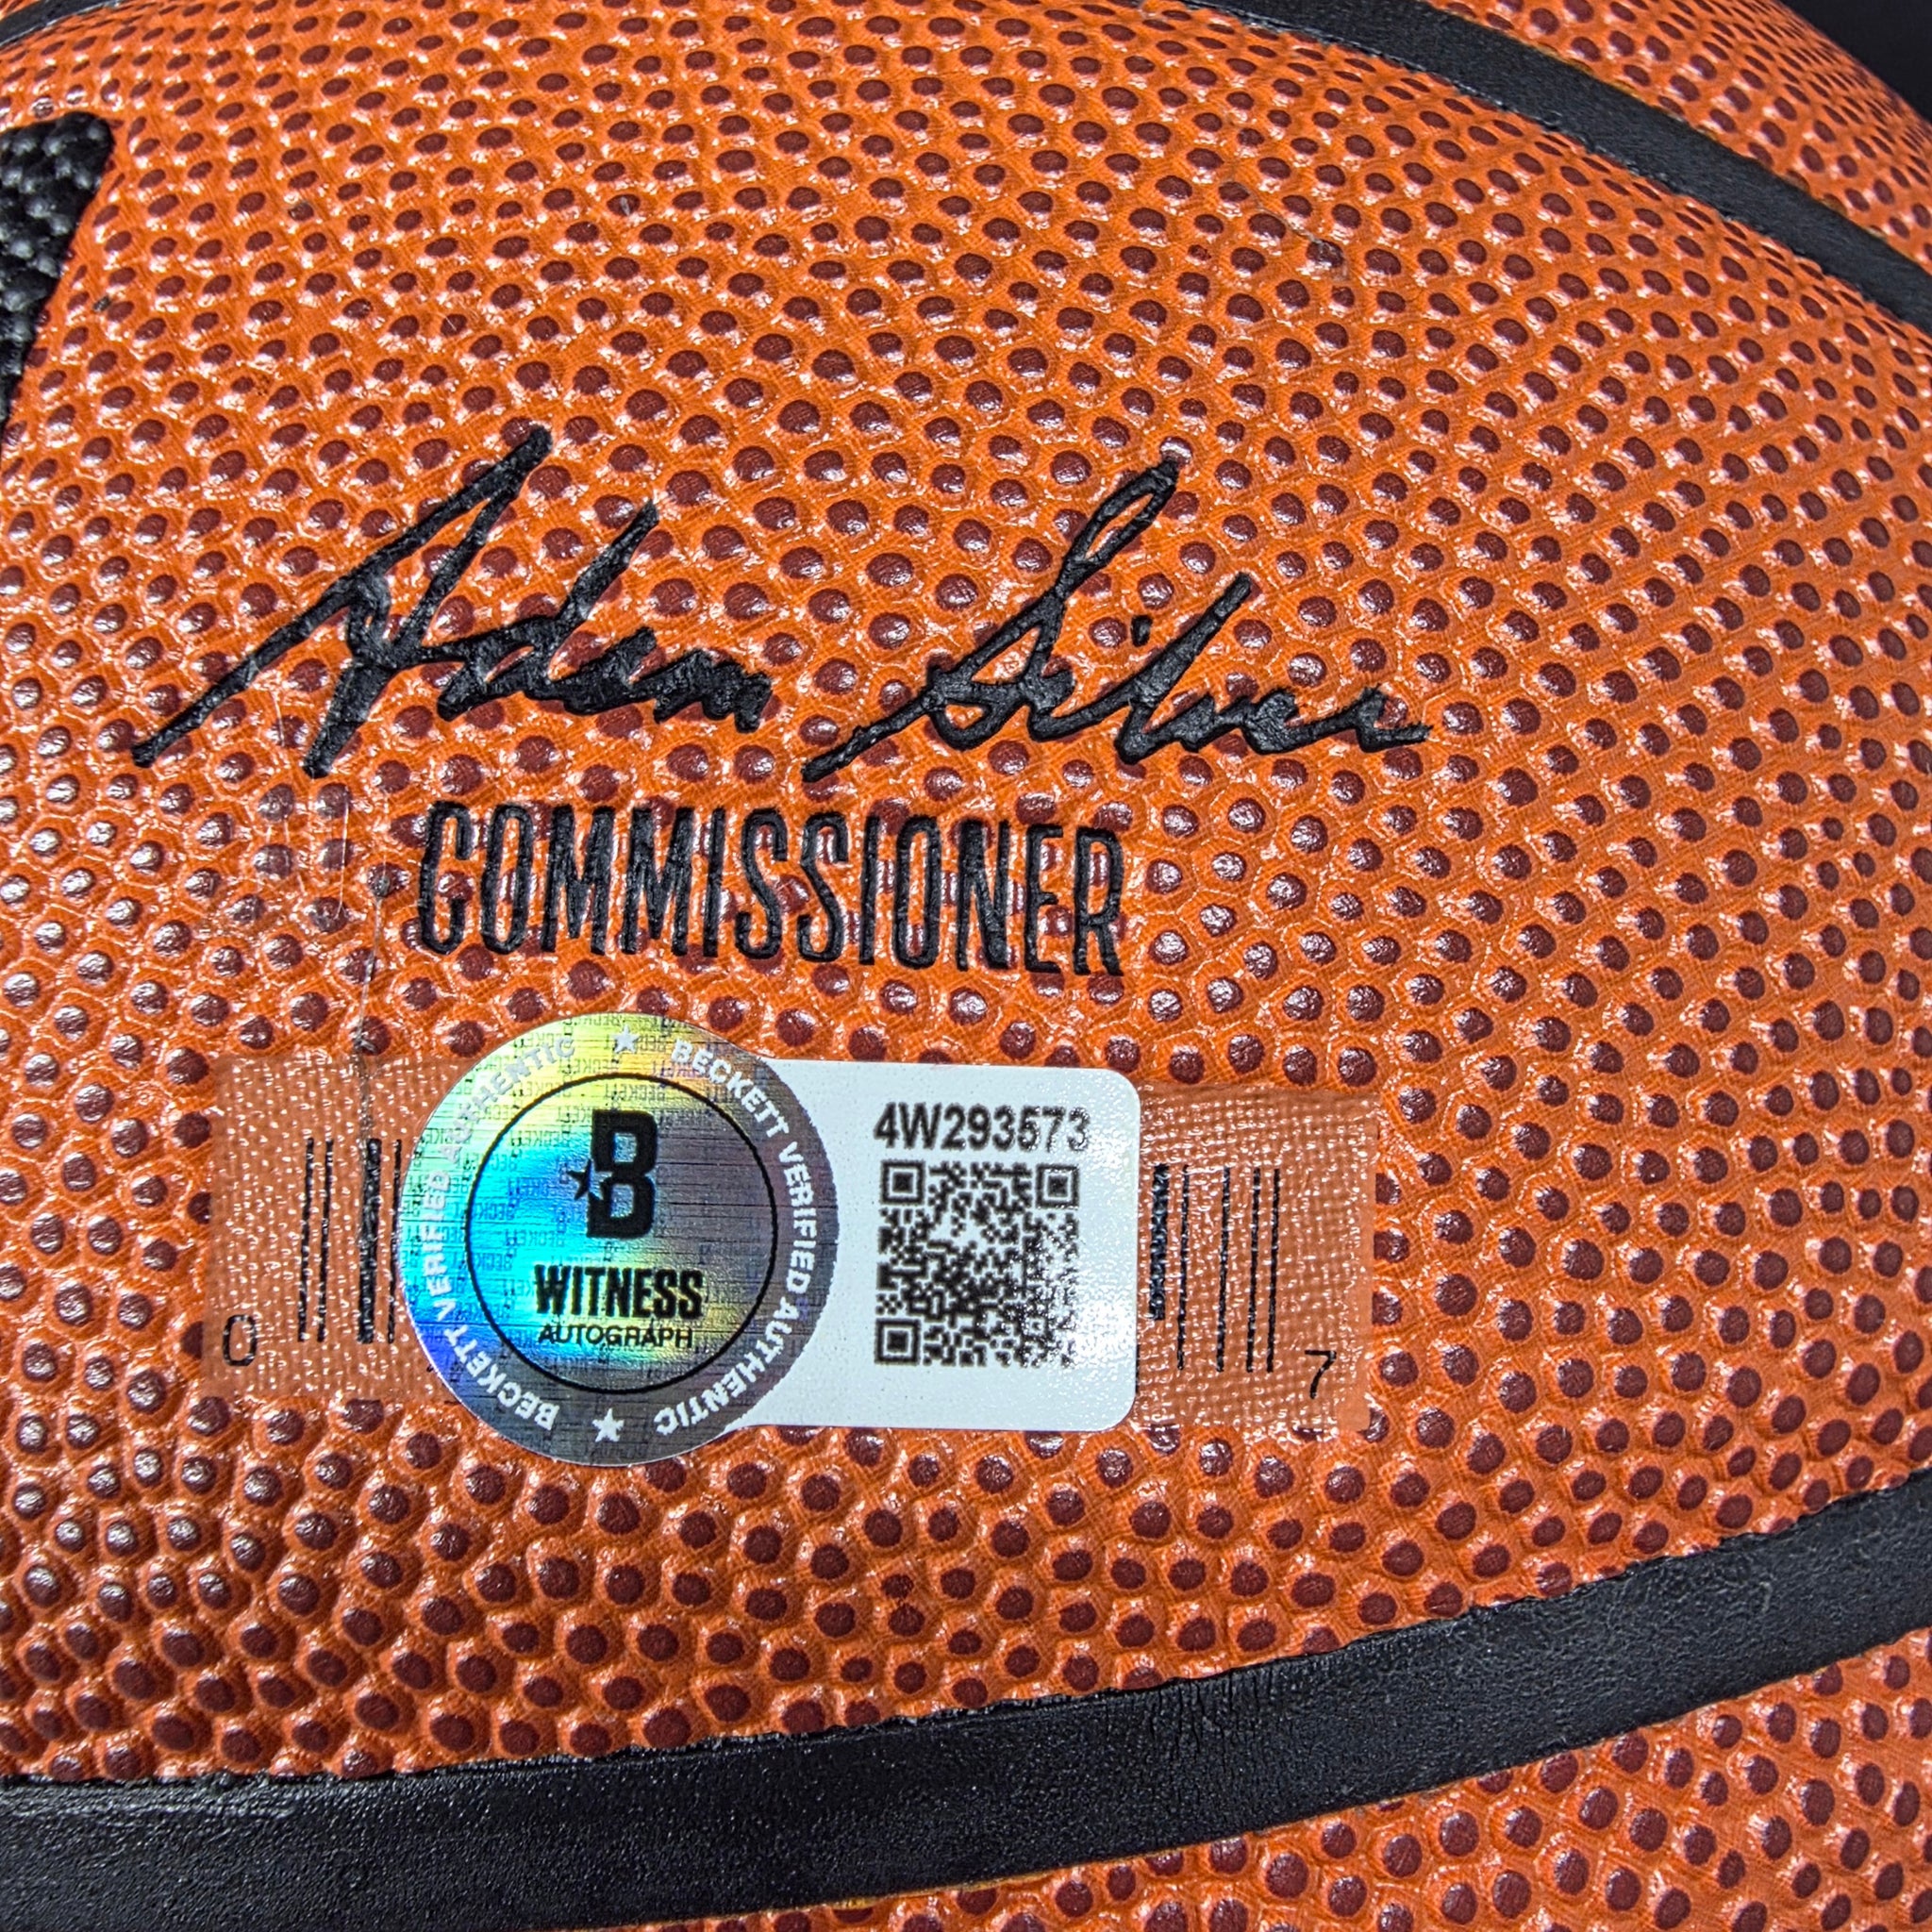 Adam Silver
COMMISSIONER
BECKETT VERIFIED AUTHENTIC ★ BECKETT VERIFIED AUTHENTIC ★
B
WITNESS
AUTOGRAPH
4W293573
0 7